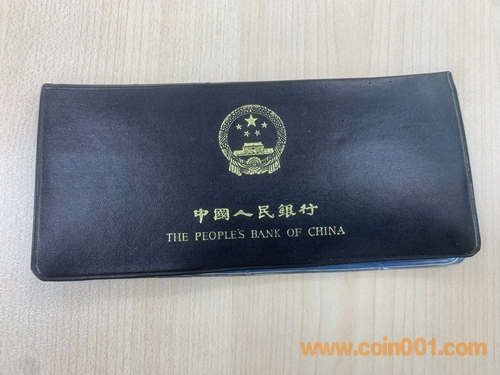 中國人民銀行
THE PEOPLE'S BANK OF CHINA
www.coin001.com